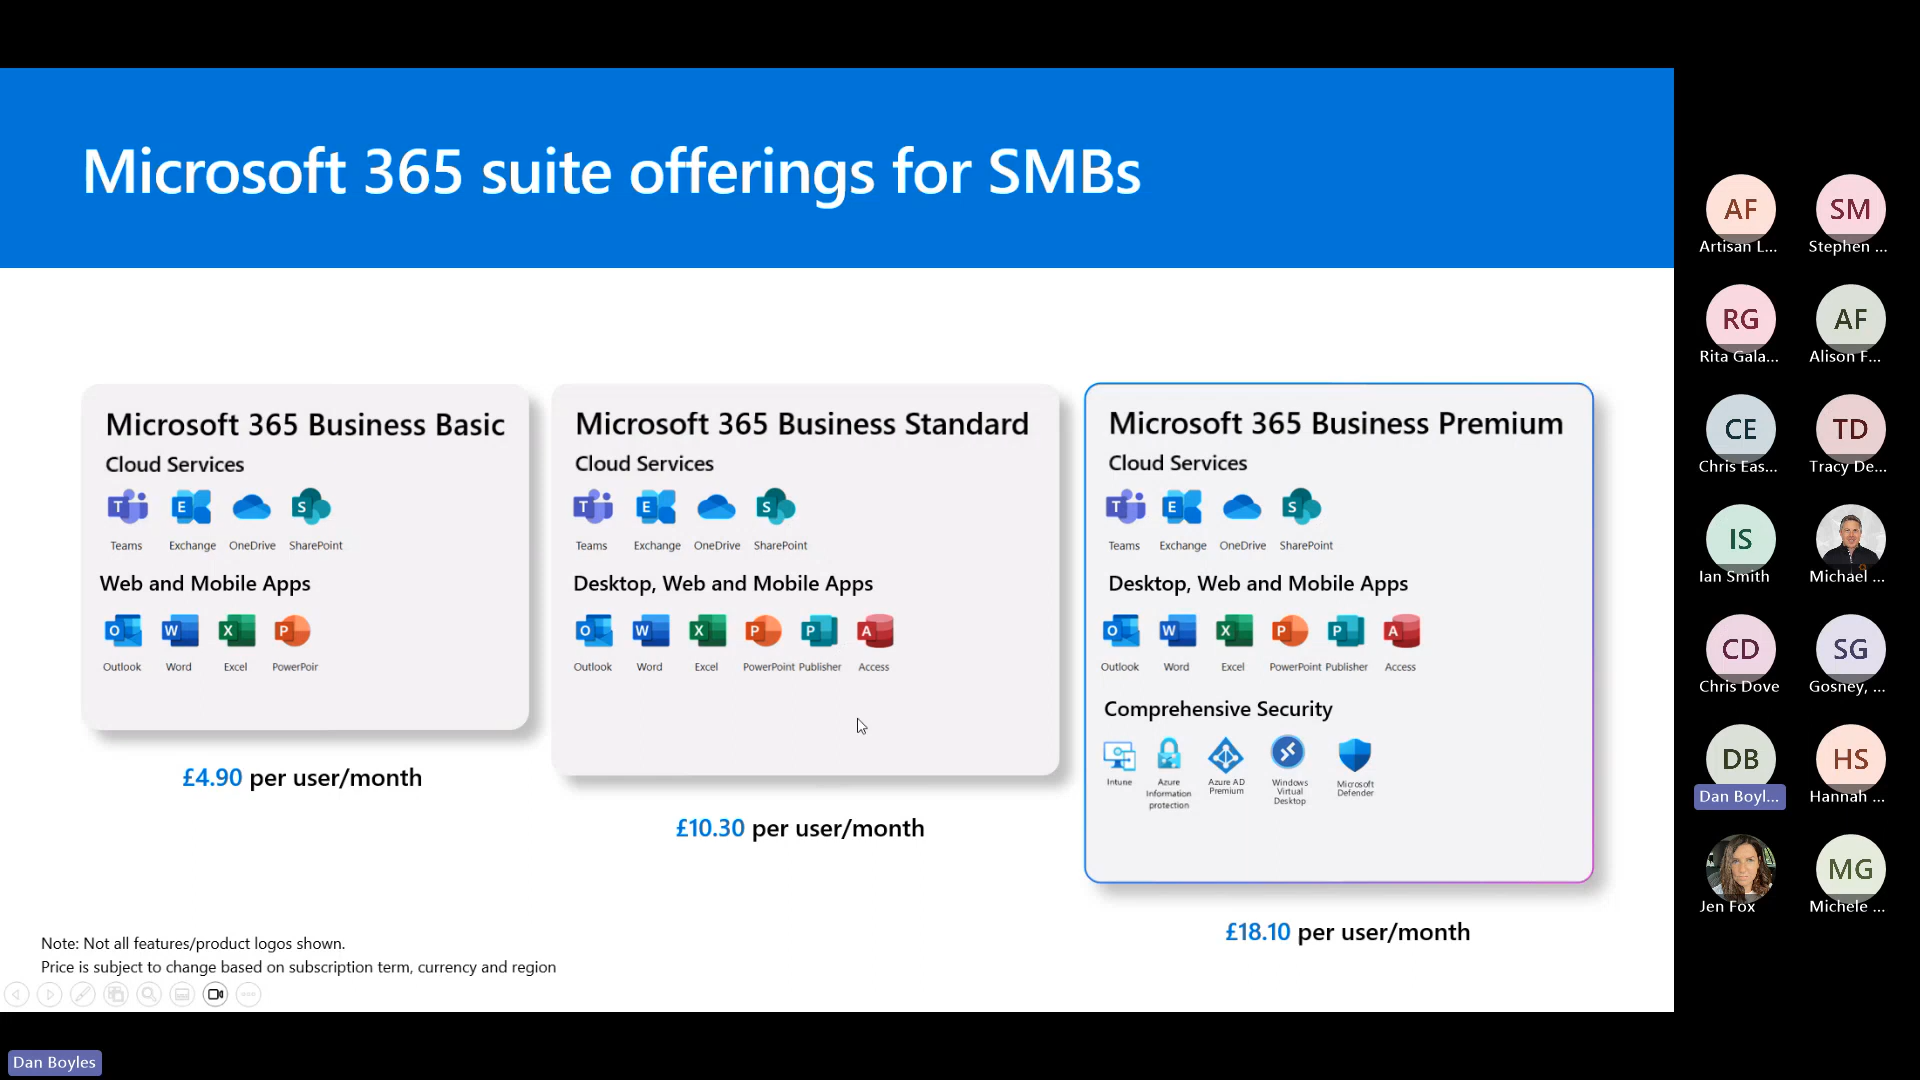 Microsoft 365 suite offerings for SMBs
Microsoft 365 Business Basic
Cloud Services
T
E
S
Teams Exchange OneDrive SharePoint
Web and Mobile Apps
O
W
X
P
Outlook Word Excel PowerPoir
£4.90 per user/month
Microsoft 365 Business Standard
Cloud Services
T
E
S
Teams Exchange OneDrive SharePoint
Desktop, Web and Mobile Apps
O
W
X
P
P
A
Outlook Word Excel PowerPoint Publisher Access
£10.30 per user/month
Microsoft 365 Business Premium
Cloud Services
T
E
S
Teams Exchange OneDrive SharePoint
Desktop, Web and Mobile Apps
O
W
X
P
P
A
Outlook Word Excel PowerPoint Publisher Access
Comprehensive Security
Intune
Azure
Information
protection
Azure AD
Premium
Windows
Virtual
Desktop
Microsoft
Defender
£18.10 per user/month
Note: Not all features/product logos shown.
Price is subject to change based on subscription term, currency and region
Dan Boyles
AF
Artisan L...
SM
Stephen ...
RG
Rita Gala...
AF
Alison F...
CE
Chris Eas...
TD
Tracy De...
IS
Ian Smith
Michael ...
CD
Chris Dove
SG
Gosney, ...
DB
Dan Boyl...
HS
Hannah ...
Jen Fox
MG
Michele ...